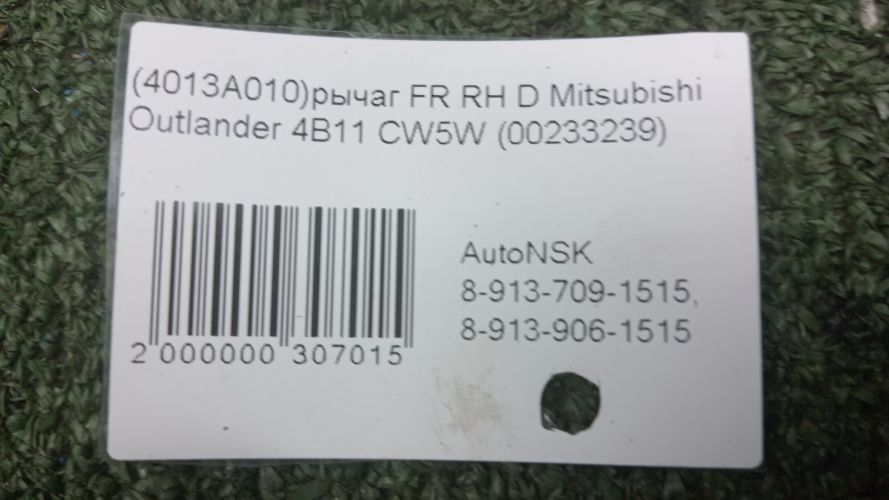 (4013A010)рычаг FR RH D Mitsubishi
Outlander 4B11 CW5W (00233239)
AutoNSK
8-913-709-1515,
8-913-906-1515
2 000000 307015